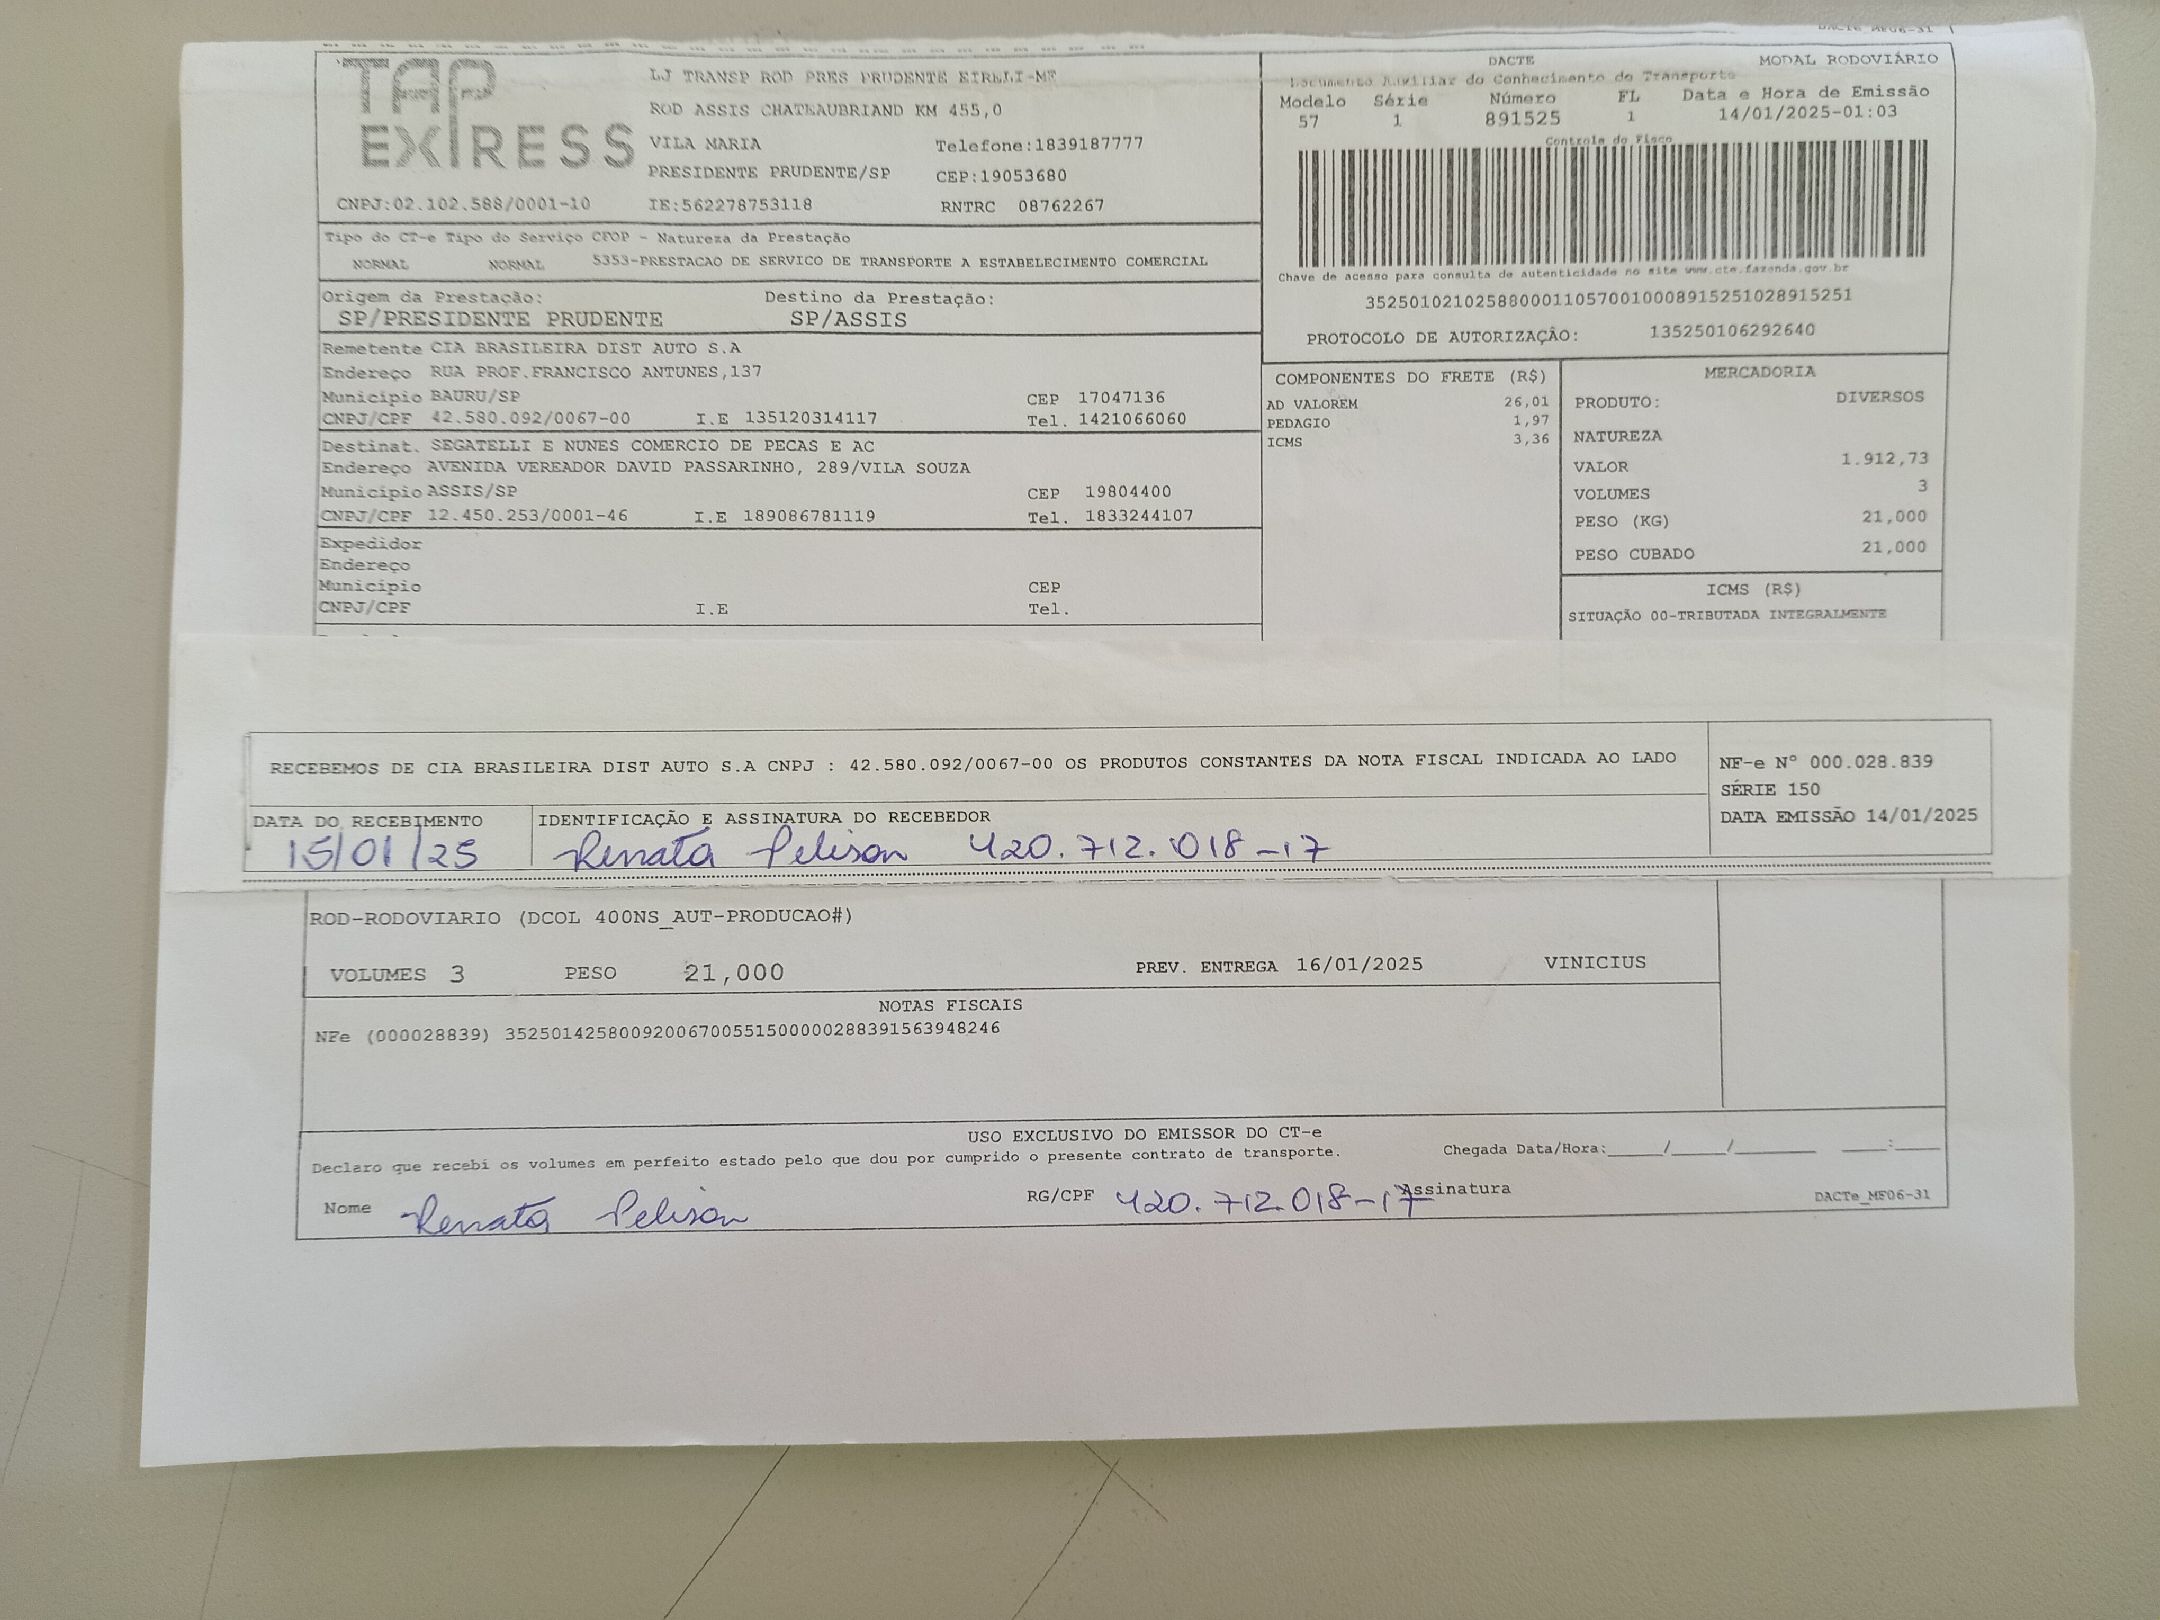 DACTe_MF06-31
TAP
EXPRESS
LJ TRANSP ROD PRES PRUDENTE EIRELI-ME
ROD ASSIS CHATEAUBRIAND KM 455,0
VILA MARIA Telefone:1839187777
PRESIDENTE PRUDENTE/SP CEP:19053680
CNPJ:02.102.588/0001-10 IE:562278753118 RNTRC 08762267
DACTE MODAL RODOVIÁRIO
Documento Auxiliar do Conhecimento de Transporte
Modelo Série Número FL Data e Hora de Emissão
57 1 891525 1 14/01/2025-01:03
Controle do Fisco
Chave de acesso para consulta de autenticidade no site www.cte.fazenda.gov.br
35250102102588000110570010008915251028915251
PROTOCOLO DE AUTORIZAÇÃO: 135250106292640
Tipo do CT-e Tipo do Serviço CFOP - Natureza da Prestação
NORMAL NORMAL 5353-PRESTACAO DE SERVICO DE TRANSPORTE A ESTABELECIMENTO COMERCIAL
Origem da Prestação: Destino da Prestação:
SP/PRESIDENTE PRUDENTE SP/ASSIS
Remetente CIA BRASILEIRA DIST AUTO S.A
Endereço RUA PROF.FRANCISCO ANTUNES,137
Município BAURU/SP CEP 17047136
CNPJ/CPF 42.580.092/0067-00 I.E 135120314117 Tel. 1421066060
Destinat. SEGATELLI E NUNES COMERCIO DE PECAS E AC
Endereço AVENIDA VEREADOR DAVID PASSARINHO, 289/VILA SOUZA
Município ASSIS/SP CEP 19804400
CNPJ/CPF 12.450.253/0001-46 I.E 189086781119 Tel. 1833244107
Expedidor
Endereço
Município CEP
CNPJ/CPF I.E Tel.
COMPONENTES DO FRETE (R$)
AD VALOREM 26,01
PEDAGIO 1,97
ICMS 3,36
MERCADORIA
PRODUTO: DIVERSOS
NATUREZA
VALOR 1.912,73
VOLUMES 3
PESO (KG) 21,000
PESO CUBADO 21,000
ICMS (R$)
SITUAÇÃO 00-TRIBUTADA INTEGRALMENTE
RECEBEMOS DE CIA BRASILEIRA DIST AUTO S.A CNPJ : 42.580.092/0067-00 OS PRODUTOS CONSTANTES DA NOTA FISCAL INDICADA AO LADO
NF-e N° 000.028.839
SÉRIE 150
DATA EMISSÃO 14/01/2025
DATA DO RECEBIMENTO IDENTIFICAÇÃO E ASSINATURA DO RECEBEDOR
15/01/25 Renata Pelison 420.712.018-17
ROD-RODOVIARIO (DCOL 400NS_AUT-PRODUCAO#)
VOLUMES 3 PESO 21,000 PREV. ENTREGA 16/01/2025 VINICIUS
NOTAS FISCAIS
NFe (000028839) 35250142580092006700551500000288391563948246
USO EXCLUSIVO DO EMISSOR DO CT-e
Declaro que recebi os volumes em perfeito estado pelo que dou por cumprido o presente contrato de transporte. Chegada Data/Hora:_____/_____/_______ ____:____
Nome Renata Pelison RG/CPF 420.712.018-17 Assinatura DACTe_MF06-31